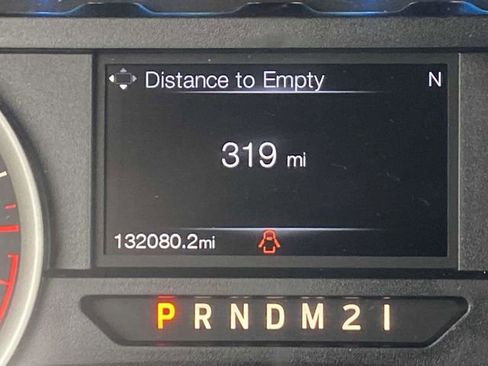 Distance to Empty N
319 mi
132080.2mi
P R N D M 2 1